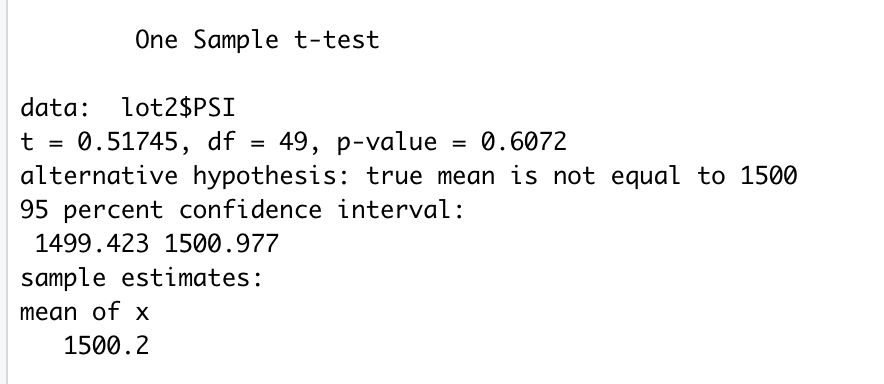 One Sample t-test
data:  lot2$PSI
t = 0.51745, df = 49, p-value = 0.6072
alternative hypothesis: true mean is not equal to 1500
95 percent confidence interval:
 1499.423 1500.977
sample estimates:
mean of x
   1500.2